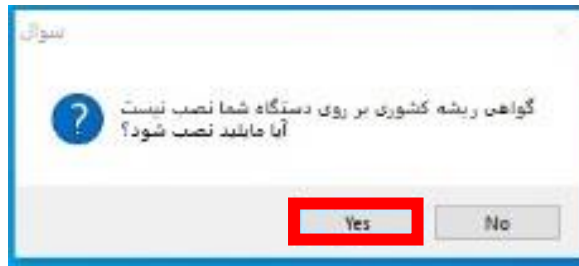 سوال
گواهی ریشه کشوری بر روی دستگاه شما نصب نیست
آیا مایلید نصب شود؟
Yes
No